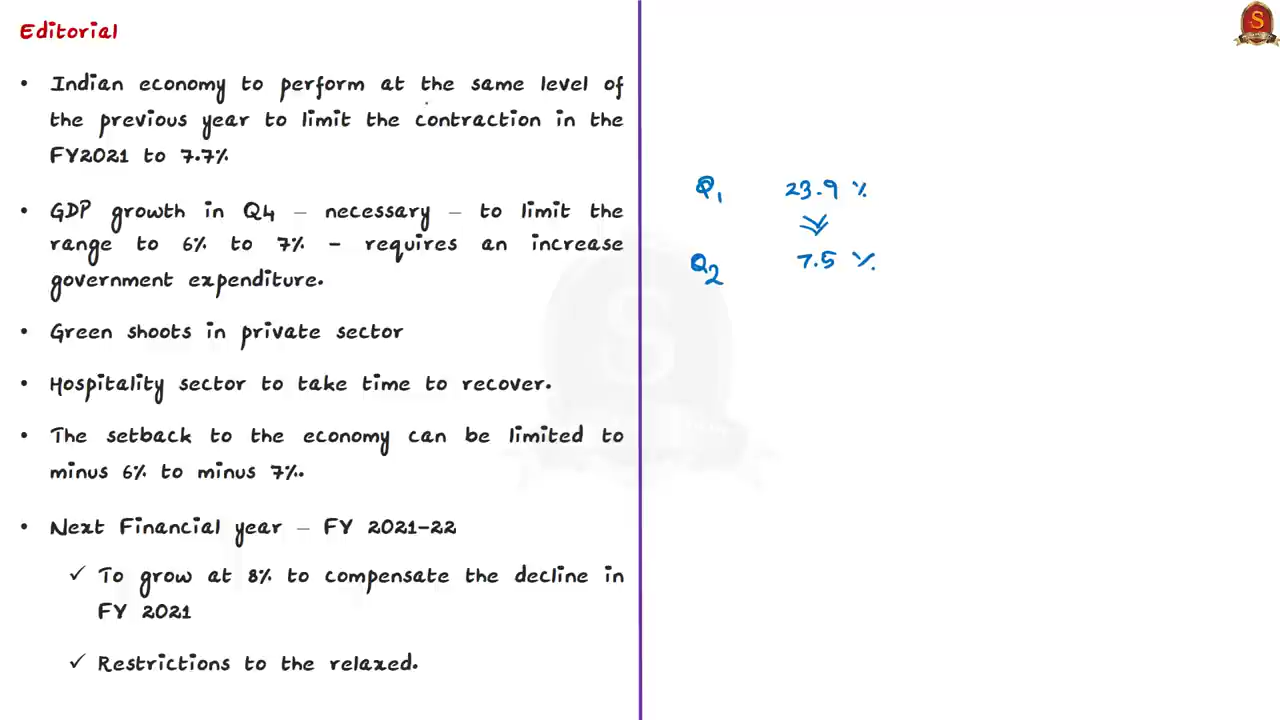 Editorial
• Indian economy to perform at the same level of
the previous year to limit the contraction in the
FY2021 to 7.7%
• GDP growth in Q4 – necessary – to limit the
range to 6% to 7% – requires an increase
government expenditure.
• Green shoots in private sector
• Hospitality sector to take time to recover.
• The setback to the economy can be limited to
minus 6% to minus 7%.
• Next Financial year – FY 2021-22
✓ To grow at 8% to compensate the decline in
FY 2021
✓ Restrictions to the relaxed.
Q1 23.9 %
Q2 7.5 %
S
S